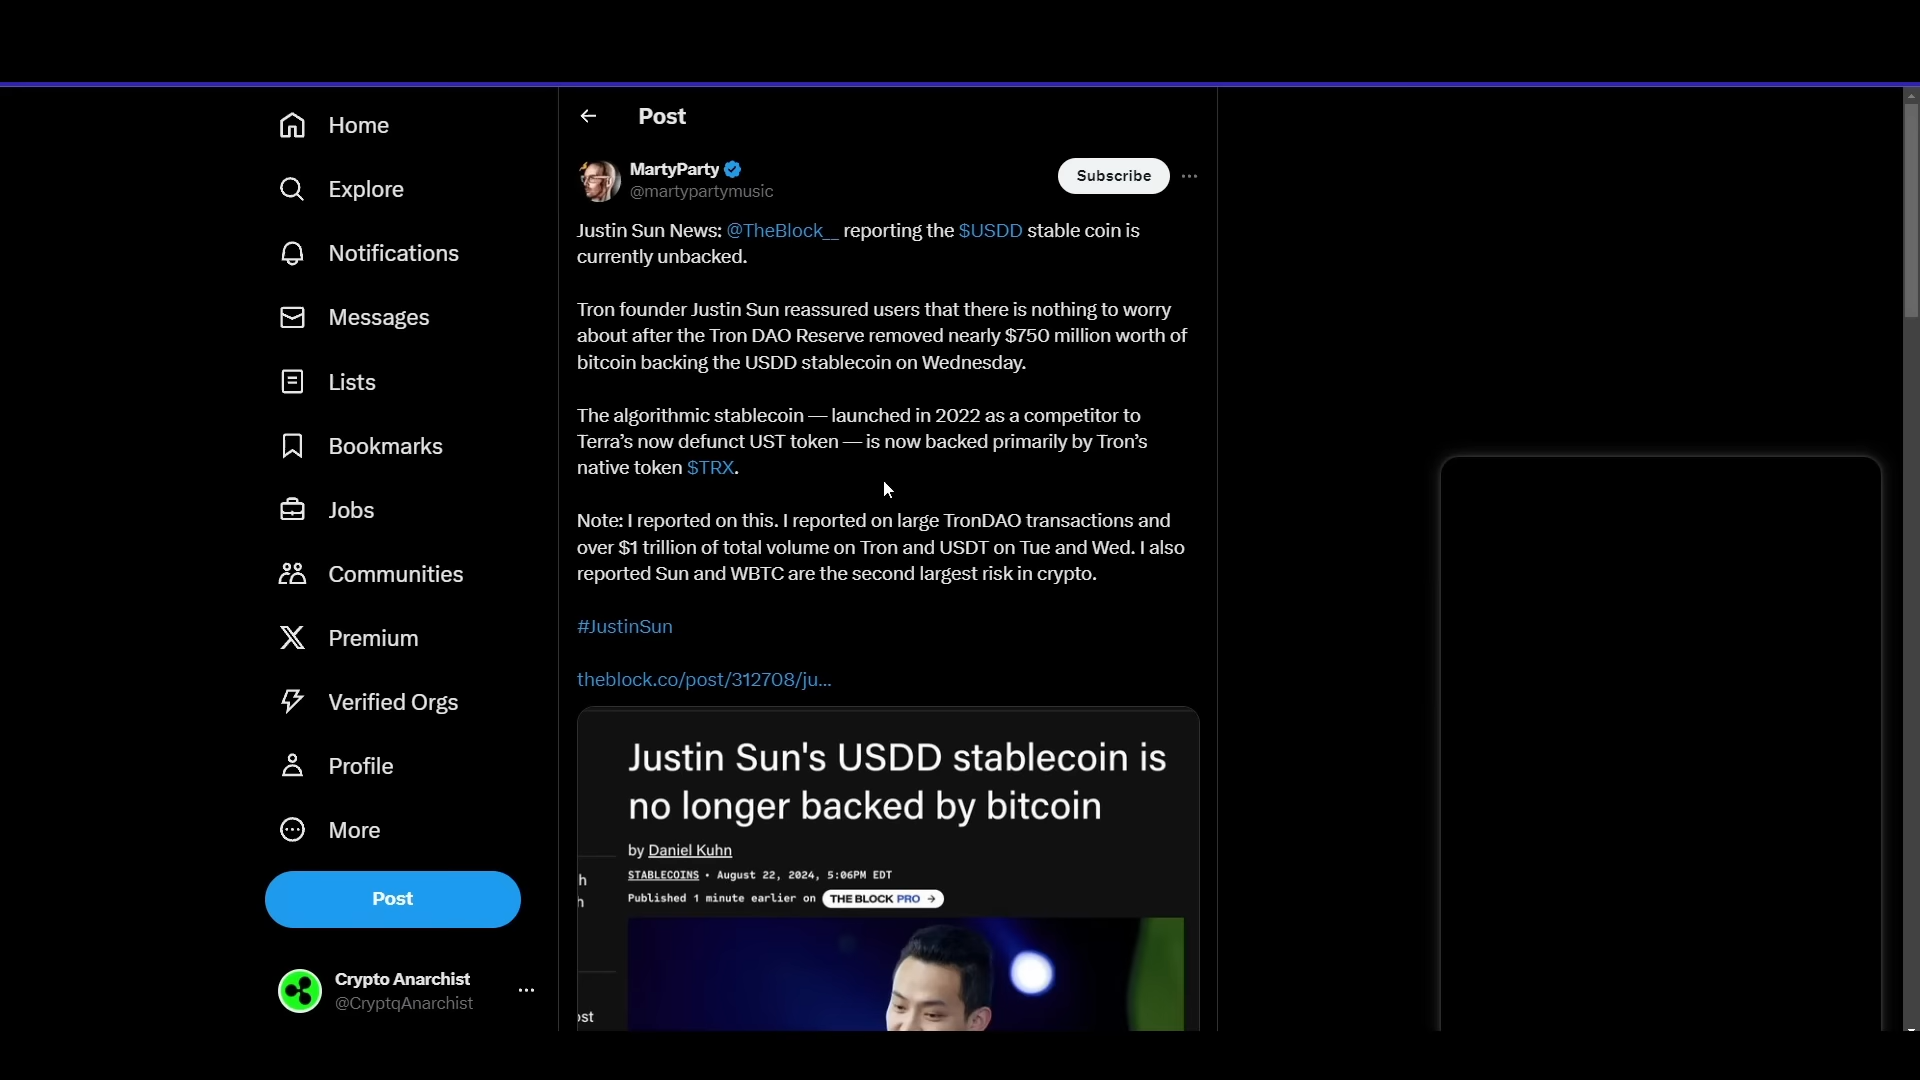 Home
Explore
Notifications
Messages
Lists
Bookmarks
Jobs
Communities
Premium
Verified Orgs
Profile
More
Post
Crypto Anarchist
@CryptqAnarchist
Post
MartyParty
@martypartymusic
Subscribe
Justin Sun News: @TheBlock__ reporting the $USDD stable coin is
currently unbacked.
Tron founder Justin Sun reassured users that there is nothing to worry
about after the Tron DAO Reserve removed nearly $750 million worth of
bitcoin backing the USDD stablecoin on Wednesday.
The algorithmic stablecoin — launched in 2022 as a competitor to
Terra’s now defunct UST token — is now backed primarily by Tron’s
native token $TRX.
Note: I reported on this. I reported on large TronDAO transactions and
over $1 trillion of total volume on Tron and USDT on Tue and Wed. I also
reported Sun and WBTC are the second largest risk in crypto.
#JustinSun
theblock.co/post/312708/ju...
Justin Sun's USDD stablecoin is
no longer backed by bitcoin
by Daniel Kuhn
STABLECOINS • August 22, 2024, 5:06PM EDT
Published 1 minute earlier on THE BLOCK PRO →
h
n
ost